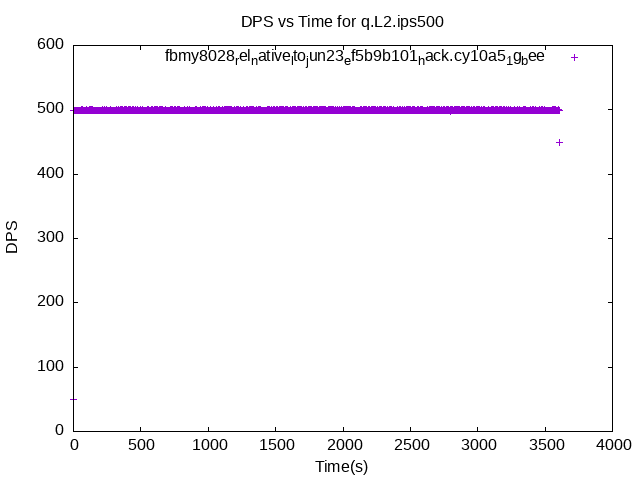 DPS vs Time for q.L2.ips500
fbmy8028relnativeltojun23ef5b9b101hack.cy10a51gbee
600
500
400
300
200
100
0
DPS
0 500 1000 1500 2000 2500 3000 3500 4000
Time(s)